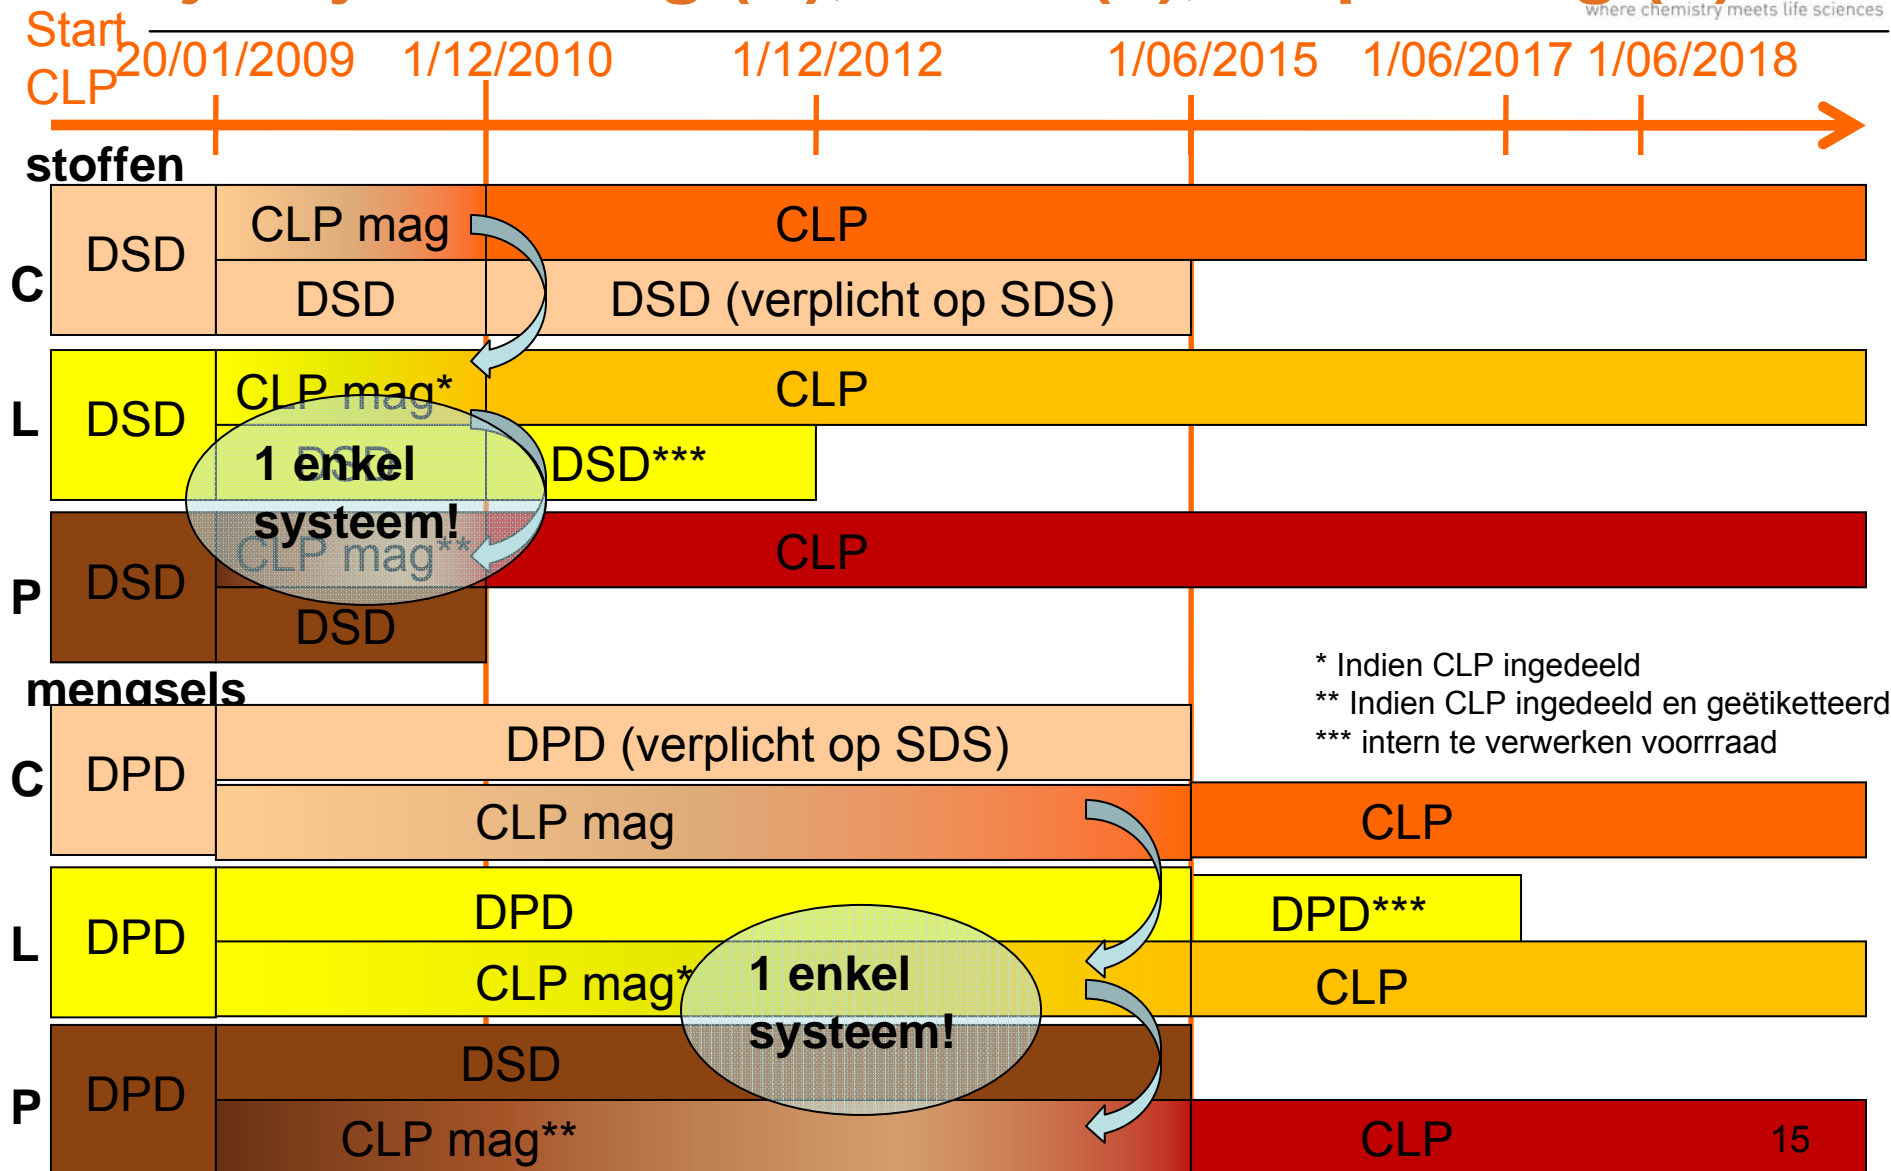 where chemistry meets life sciences
Start
CLP
20/01/2009 1/12/2010 1/12/2012 1/06/2015 1/06/2017 1/06/2018
stoffen
C
DSD
CLP mag
CLP
DSD
DSD (verplicht op SDS)
L
DSD
CLP mag*
CLP
DSD
DSD***
1 enkel
systeem!
P
DSD
CLP mag**
CLP
DSD
* Indien CLP ingedeeld
** Indien CLP ingedeeld en geëtiketteerd
*** intern te verwerken voorrraad
mengsels
C
DPD
DPD (verplicht op SDS)
CLP mag
CLP
L
DPD
DPD
DPD***
CLP mag*
CLP
1 enkel
systeem!
P
DPD
DSD
CLP mag**
CLP
15